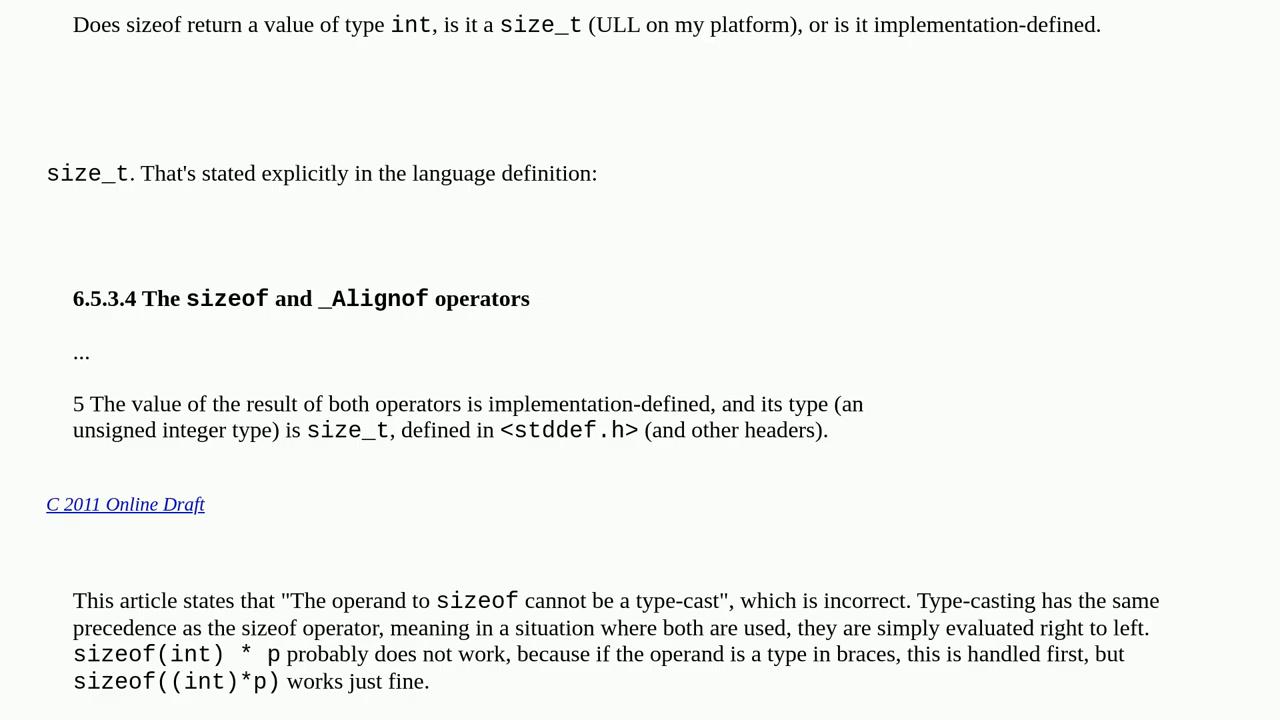 Does sizeof return a value of type int, is it a size_t (ULL on my platform), or is it implementation-defined.
size_t. That's stated explicitly in the language definition:
6.5.3.4 The sizeof and _Alignof operators
...
5 The value of the result of both operators is implementation-defined, and its type (an
unsigned integer type) is size_t, defined in <stddef.h> (and other headers).
C 2011 Online Draft
This article states that "The operand to sizeof cannot be a type-cast", which is incorrect. Type-casting has the same
precedence as the sizeof operator, meaning in a situation where both are used, they are simply evaluated right to left.
sizeof(int) * p probably does not work, because if the operand is a type in braces, this is handled first, but
sizeof((int)*p) works just fine.